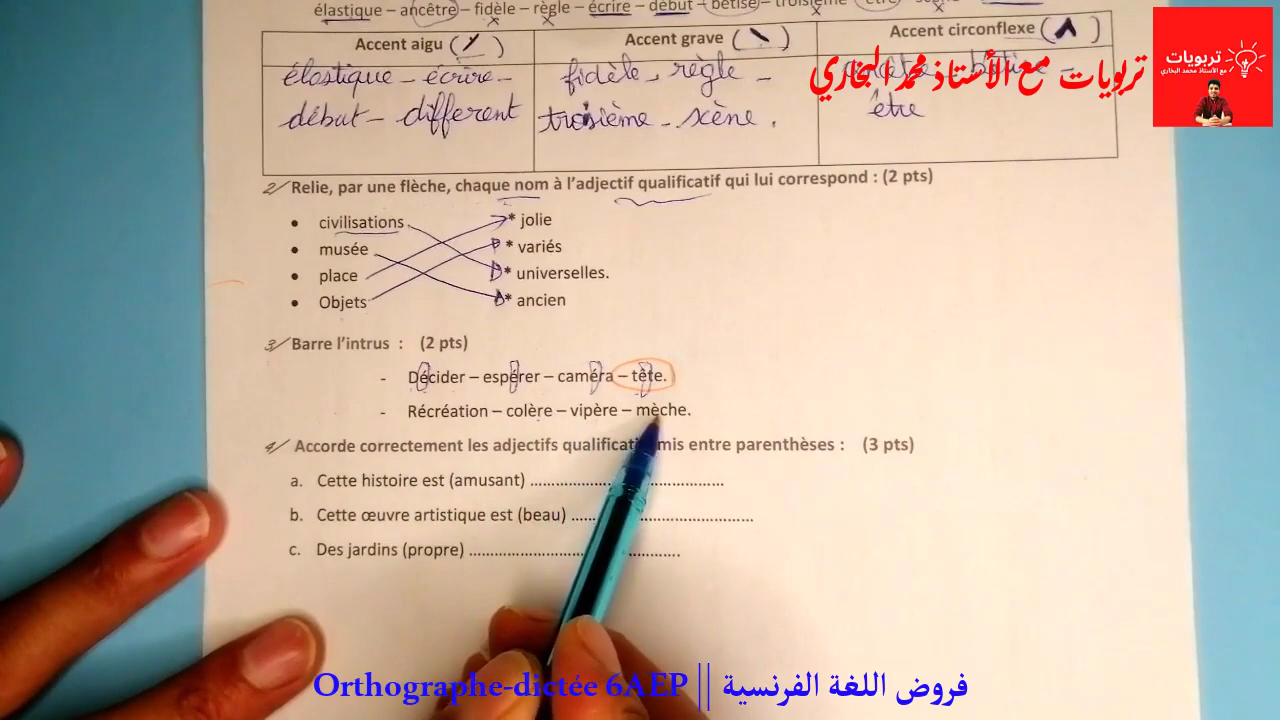 élastique – ancêtre – fidèle – règle – écrire – début – bêtise – troisième
Accent aigu ( / ) Accent grave ( \ ) Accent circonflexe ( ^ )
élastique – écrire – fidèle – règle –
début – différent troisième – scène. être
تربويات مع الأستاذ محمد البخاري
تربويات
مع الأستاذ محمد البخاري
2/ Relie, par une flèche, chaque nom à l'adjectif qualificatif qui lui correspond : (2 pts)
• civilisations * jolie
• musée * variés
• place * universelles.
• Objets * ancien
3/ Barre l'intrus : (2 pts)
- Décider – espérer – caméra – tête.
- Récréation – colère – vipère – mèche.
4/ Accorde correctement les adjectifs mis entre parenthèses : (3 pts)
a. Cette histoire est (amusant) ................................
b. Cette œuvre artistique est (beau) ................................
c. Des jardins (propre) ................................
Orthographe-dictée 6AEP || فروض اللغة الفرنسية